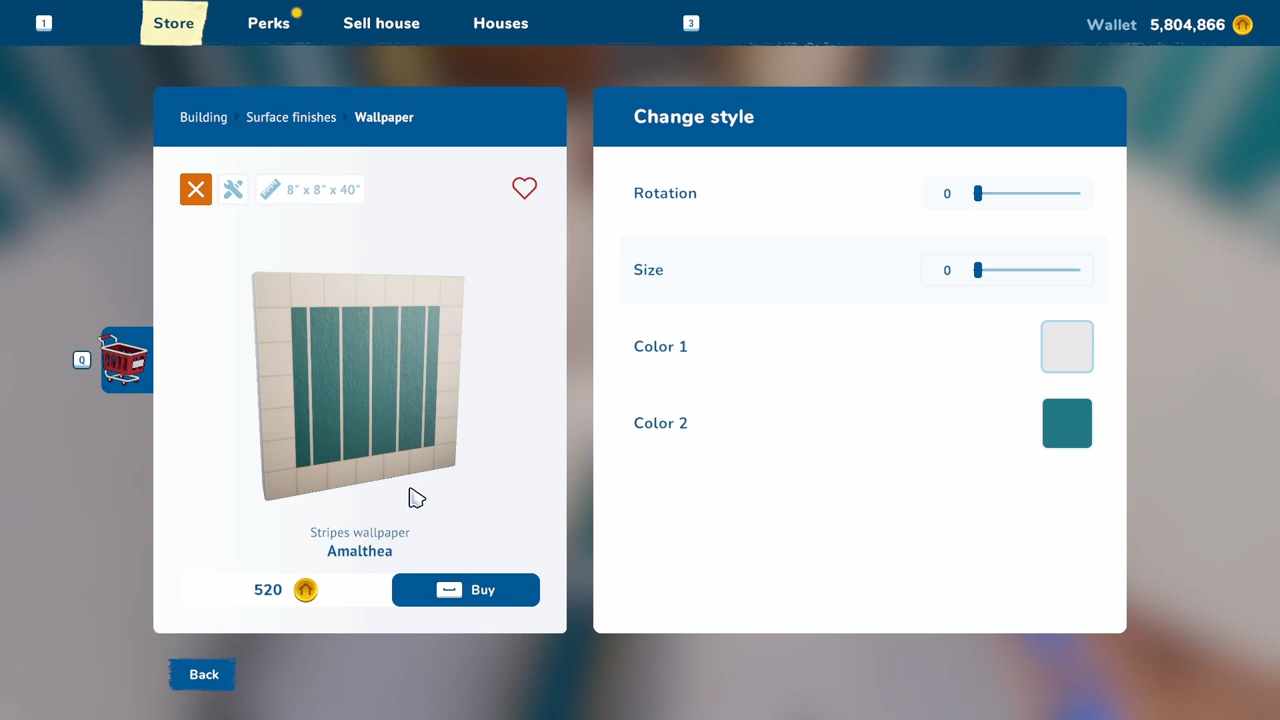 1
Store
Perks
Sell house
Houses
3
Wallet 5,804,866
Building
Surface finishes
Wallpaper
8" x 8" x 40"
Q
Stripes wallpaper
Amalthea
520
Buy
Change style
Rotation
0
Size
0
Color 1
Color 2
Back